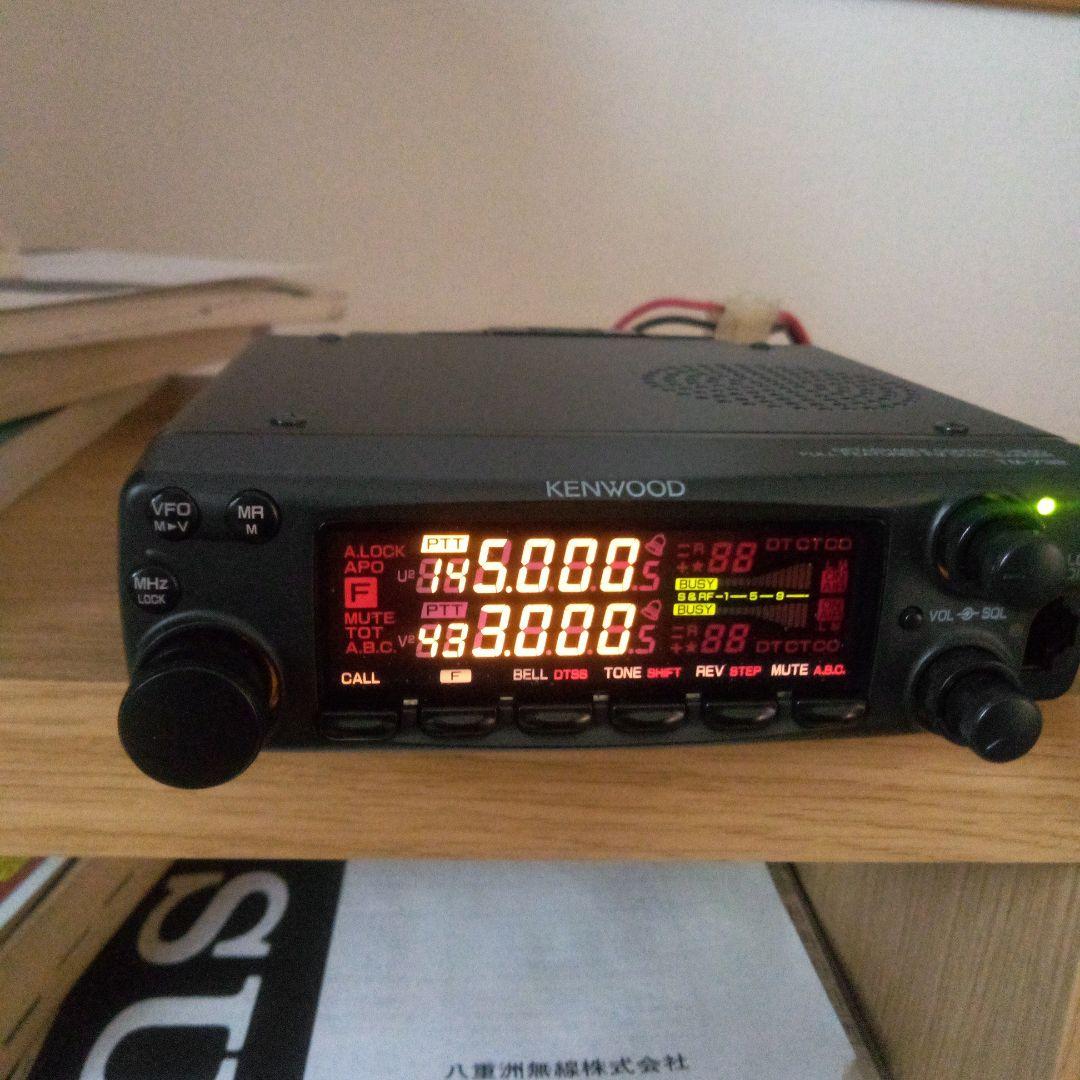 KENWOOD
VFO
M▶V
MR
M
MHz
LOCK
A.LOCK
APO
F
MUTE
TOT
A.B.C.
PTT
U²
145.000
PTT
V²
433.000
DTCTCO
BUSY
S&RF-1-5-9
BUSY
DTCTCO
CALL F BELL DTSS TONE SHIFT REV STEP MUTE A.B.C.
VOL SQL
八重洲無線株式会社